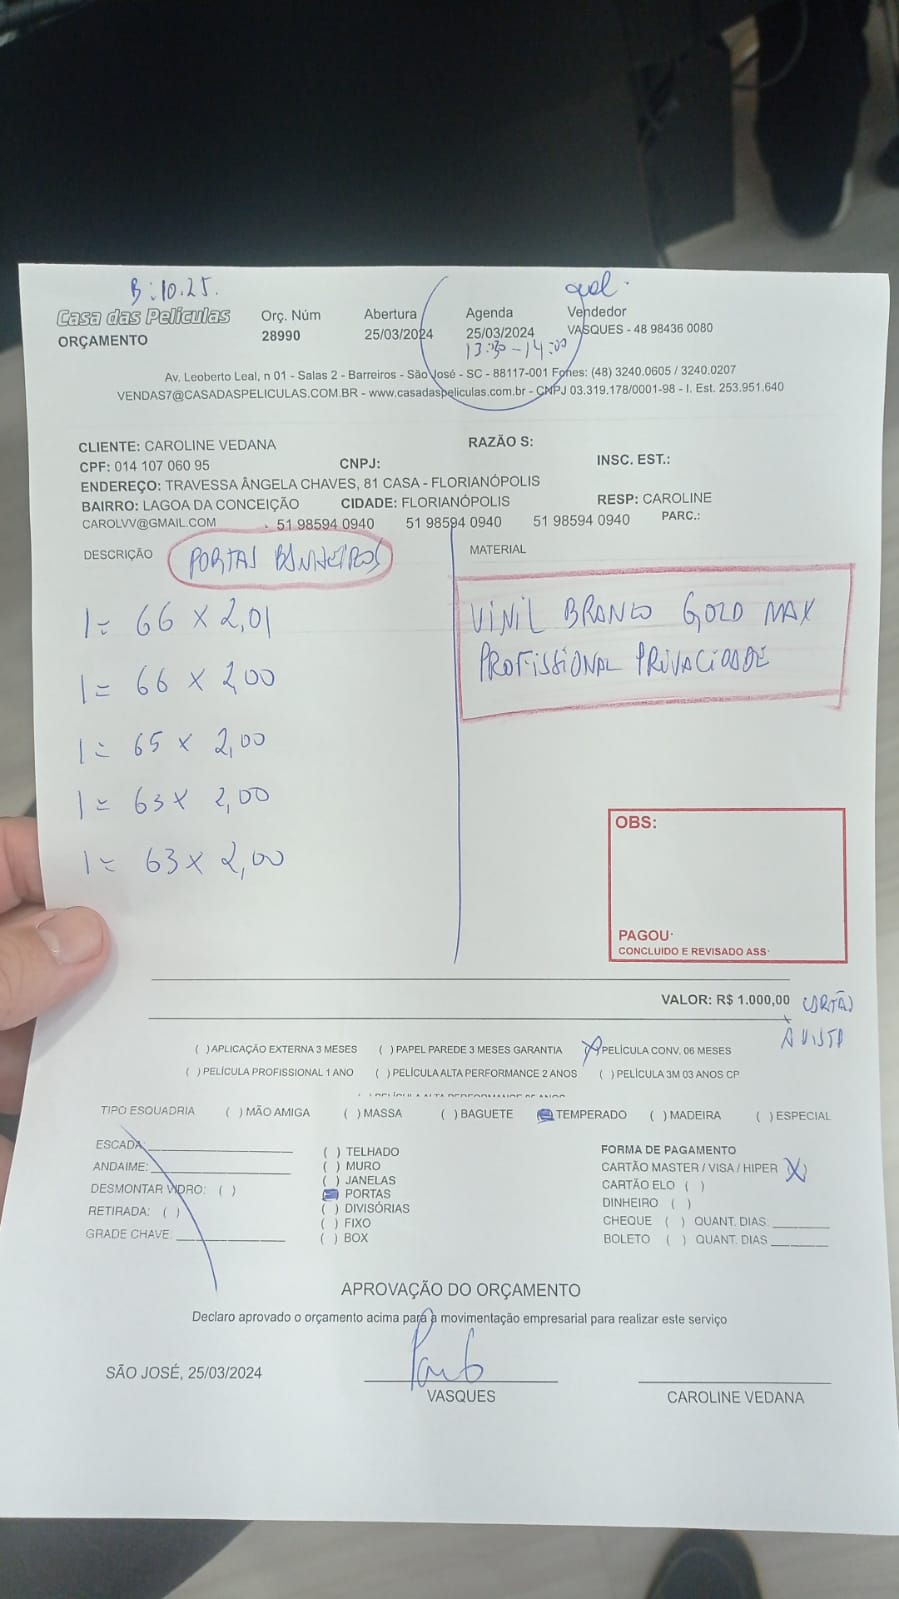 B:10.25.
Casa das Películas
ORÇAMENTO
Orç. Núm
28990
Abertura
25/03/2024
Agenda
25/03/2024
13:30 - 14:00
Vendedor
VASQUES - 48 98436 0080
Av. Leoberto Leal, n 01 - Salas 2 - Barreiros - São José - SC - 88117-001 Fones: (48) 3240.0605 / 3240.0207
VENDAS7@CASADASPELICULAS.COM.BR - www.casadaspeliculas.com.br - CNPJ 03.319.178/0001-98 - I. Est. 253.951.640
CLIENTE: CAROLINE VEDANA
RAZÃO S:
CPF: 014 107 060 95
CNPJ:
INSC. EST.:
ENDEREÇO: TRAVESSA ÂNGELA CHAVES, 81 CASA - FLORIANÓPOLIS
BAIRRO: LAGOA DA CONCEIÇÃO
CIDADE: FLORIANÓPOLIS
RESP: CAROLINE
CAROLVV@GMAIL.COM
51 98594 0940
51 98594 0940
51 98594 0940
PARC.:
DESCRIÇÃO
PORTAS BANHEIROS
1= 66 x 2,01
1= 66 x 2,00
1= 65 x 2,00
1= 63 x 2,00
1= 63 x 2,00
MATERIAL
VINIL BRANCO GOLD MAX
PROFISSIONAL PRIVACIDADE
OBS:
PAGOU:
CONCLUIDO E REVISADO ASS:
VALOR: R$ 1.000,00 CARTÃO
À VISTA
( ) APLICAÇÃO EXTERNA 3 MESES ( ) PAPEL PAREDE 3 MESES GARANTIA (X) PELÍCULA CONV. 06 MESES
( ) PELÍCULA PROFISSIONAL 1 ANO ( ) PELÍCULA ALTA PERFORMANCE 2 ANOS ( ) PELÍCULA 3M 03 ANOS CP
TIPO ESQUADRIA ( ) MÃO AMIGA ( ) MASSA ( ) BAGUETE ( ) TEMPERADO ( ) MADEIRA ( ) ESPECIAL
ESCADA:
ANDAIME:
DESMONTAR VIDRO: ( )
RETIRADA: ( )
GRADE CHAVE:
( ) TELHADO
( ) MURO
( ) JANELAS
( ) PORTAS
( ) DIVISÓRIAS
( ) FIXO
( ) BOX
FORMA DE PAGAMENTO
CARTÃO MASTER / VISA / HIPER (X)
CARTÃO ELO ( )
DINHEIRO ( )
CHEQUE ( ) QUANT. DIAS
BOLETO ( ) QUANT. DIAS
APROVAÇÃO DO ORÇAMENTO
Declaro aprovado o orçamento acima para a movimentação empresarial para realizar este serviço
SÃO JOSÉ, 25/03/2024
VASQUES
CAROLINE VEDANA